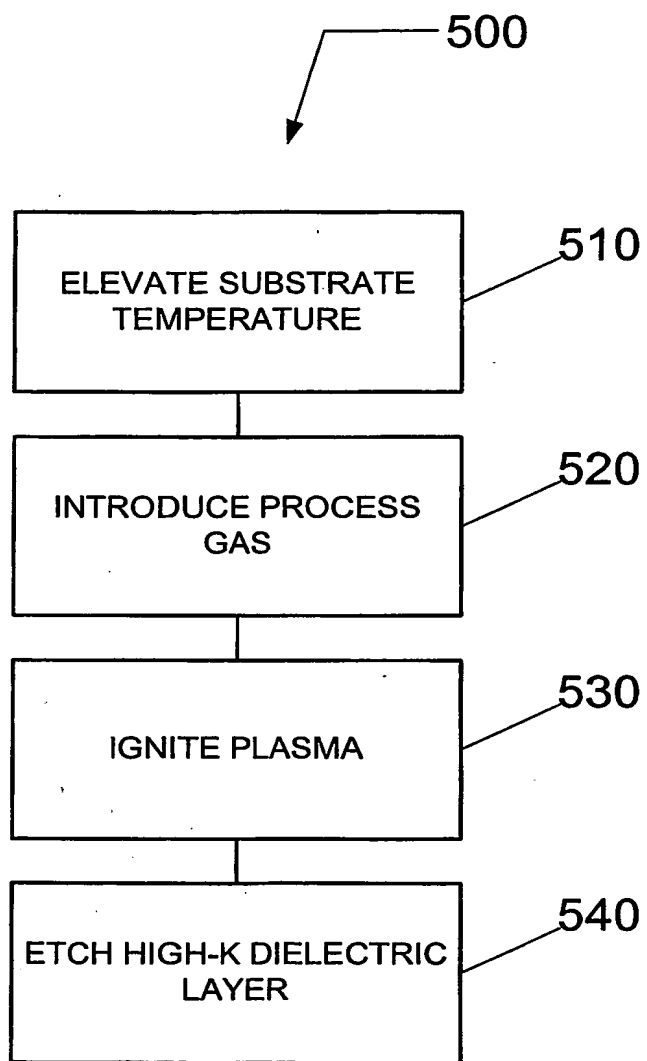 500
ELEVATE SUBSTRATE
TEMPERATURE
510
INTRODUCE PROCESS
GAS
520
IGNITE PLASMA
530
ETCH HIGH-K DIELECTRIC
LAYER
540